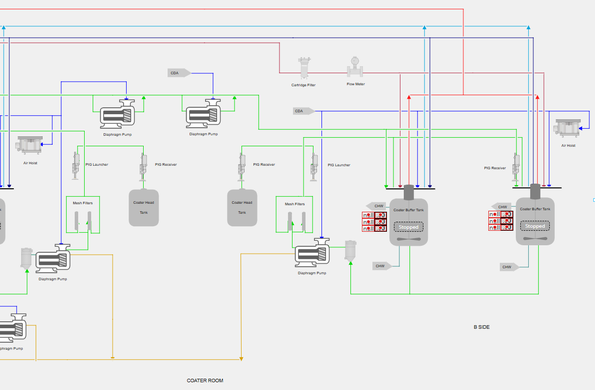 CDA
Cartridge Filter
Flow Meter
CDA
Diaphragm Pump
Diaphragm Pump
Air Hoist
Air Hoist
PIG Launcher
PIG Receiver
PIG Receiver
PIG Launcher
PIG Receiver
Mesh Filters
Coater Head
Tank
Coater Head
Tank
Mesh Filters
CHW
Coater Buffer Tank
Stopped
CHW
Coater Buffer Tank
Stopped
CHW
CHW
Diaphragm Pump
Diaphragm Pump
Diaphragm Pump
B SIDE
COATER ROOM